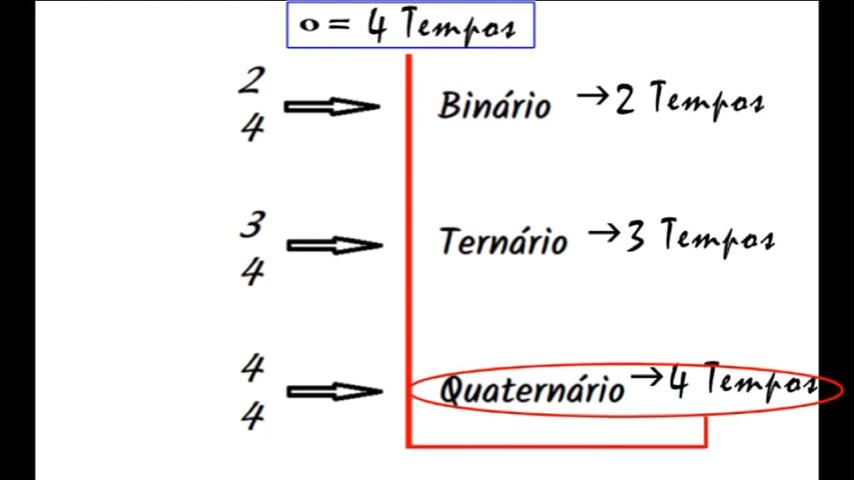 o = 4 Tempos
2
4
Binário → 2 Tempos
3
4
Ternário → 3 Tempos
4
4
Quaternário → 4 Tempos